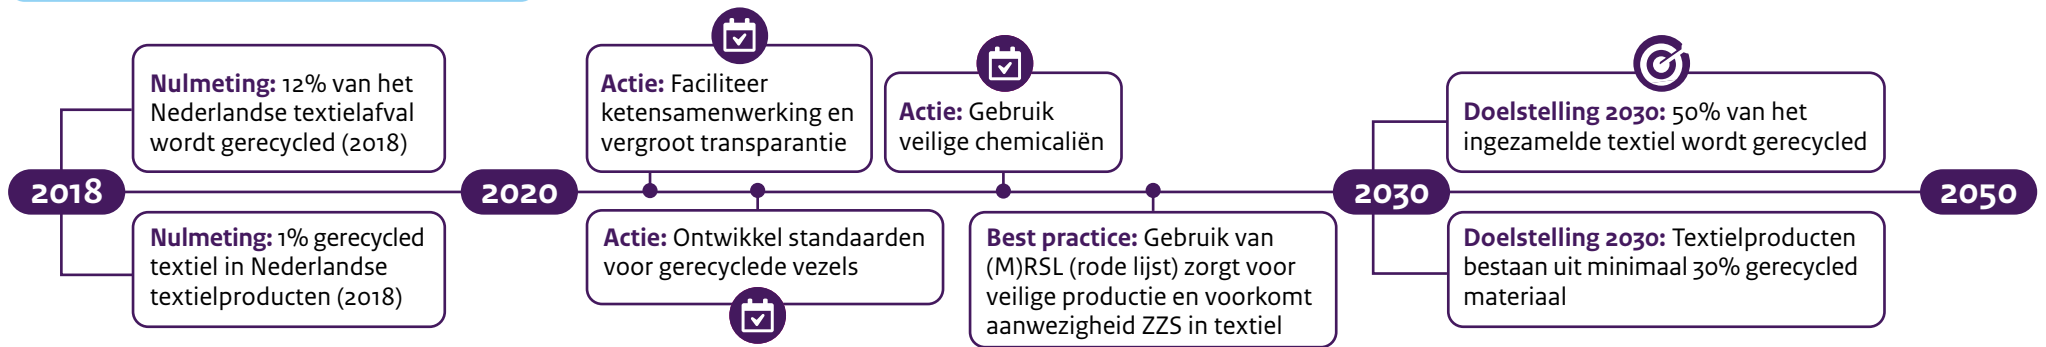 Nulmeting: 12% van het
Nederlandse textielafval
wordt gerecycled (2018)
Actie: Faciliteer
ketensamenwerking en
vergroot transparantie
Actie: Gebruik
veilige chemicaliën
Doelstelling 2030: 50% van het
ingezamelde textiel wordt gerecycled
2018
2020
2030
2050
Nulmeting: 1% gerecycled
textiel in Nederlandse
textielproducten (2018)
Actie: Ontwikkel standaarden
voor gerecyclede vezels
Best practice: Gebruik van
(M)RSL (rode lijst) zorgt voor
veilige productie en voorkomt
aanwezigheid ZZS in textiel
Doelstelling 2030: Textielproducten
bestaan uit minimaal 30% gerecycled
materiaal